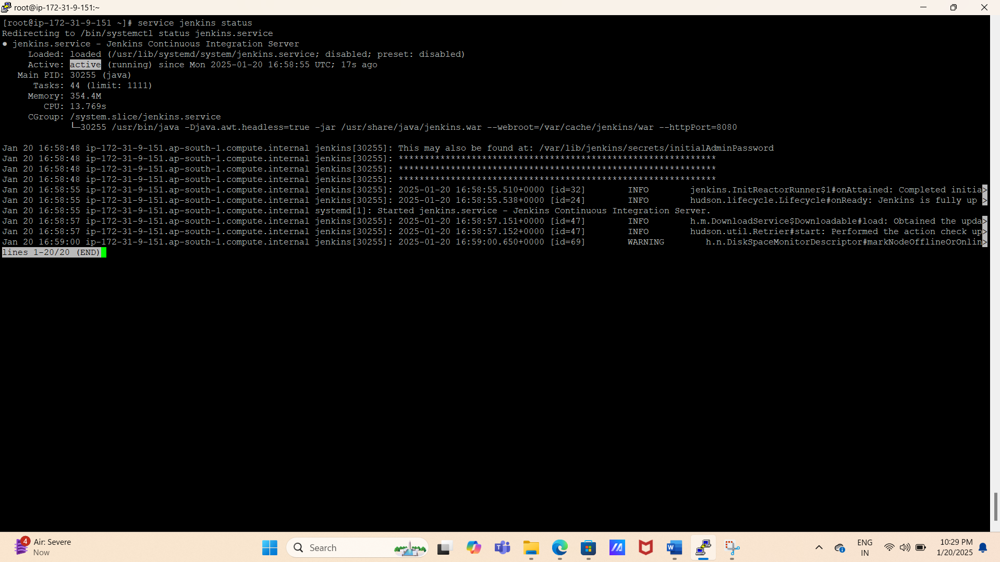 root@ip-172-31-9-151:~
[root@ip-172-31-9-151 ~]# service jenkins status
Redirecting to /bin/systemctl status jenkins.service
● jenkins.service - Jenkins Continuous Integration Server
Loaded: loaded (/usr/lib/systemd/system/jenkins.service; disabled; preset: disabled)
Active: active (running) since Mon 2025-01-20 16:58:55 UTC; 17s ago
Main PID: 30255 (java)
Tasks: 44 (limit: 1111)
Memory: 354.4M
CPU: 13.769s
CGroup: /system.slice/jenkins.service
└─30255 /usr/bin/java -Djava.awt.headless=true -jar /usr/share/java/jenkins.war --webroot=/var/cache/jenkins/war --httpPort=8080
Jan 20 16:58:48 ip-172-31-9-151.ap-south-1.compute.internal jenkins[30255]: This may also be found at: /var/lib/jenkins/secrets/initialAdminPassword
Jan 20 16:58:48 ip-172-31-9-151.ap-south-1.compute.internal jenkins[30255]: *************************************************************
Jan 20 16:58:48 ip-172-31-9-151.ap-south-1.compute.internal jenkins[30255]: *************************************************************
Jan 20 16:58:48 ip-172-31-9-151.ap-south-1.compute.internal jenkins[30255]: *************************************************************
Jan 20 16:58:55 ip-172-31-9-151.ap-south-1.compute.internal jenkins[30255]: 2025-01-20 16:58:55.510+0000 [id=32] INFO jenkins.InitReactorRunner$1#onAttained: Completed initia>
Jan 20 16:58:55 ip-172-31-9-151.ap-south-1.compute.internal jenkins[30255]: 2025-01-20 16:58:55.538+0000 [id=24] INFO hudson.lifecycle.Lifecycle#onReady: Jenkins is fully up >
Jan 20 16:58:55 ip-172-31-9-151.ap-south-1.compute.internal systemd[1]: Started jenkins.service - Jenkins Continuous Integration Server.
Jan 20 16:58:57 ip-172-31-9-151.ap-south-1.compute.internal jenkins[30255]: 2025-01-20 16:58:57.151+0000 [id=47] INFO h.m.DownloadService$Downloadable#load: Obtained the upda>
Jan 20 16:58:57 ip-172-31-9-151.ap-south-1.compute.internal jenkins[30255]: 2025-01-20 16:58:57.152+0000 [id=47] INFO hudson.util.Retrier#start: Performed the action check up>
Jan 20 16:59:00 ip-172-31-9-151.ap-south-1.compute.internal jenkins[30255]: 2025-01-20 16:59:00.650+0000 [id=69] WARNING h.n.DiskSpaceMonitorDescriptor#markNodeOfflineOrOnlin>
lines 1-20/20 (END)
4
Air: Severe
Now
Search
ENG
IN
10:29 PM
1/20/2025